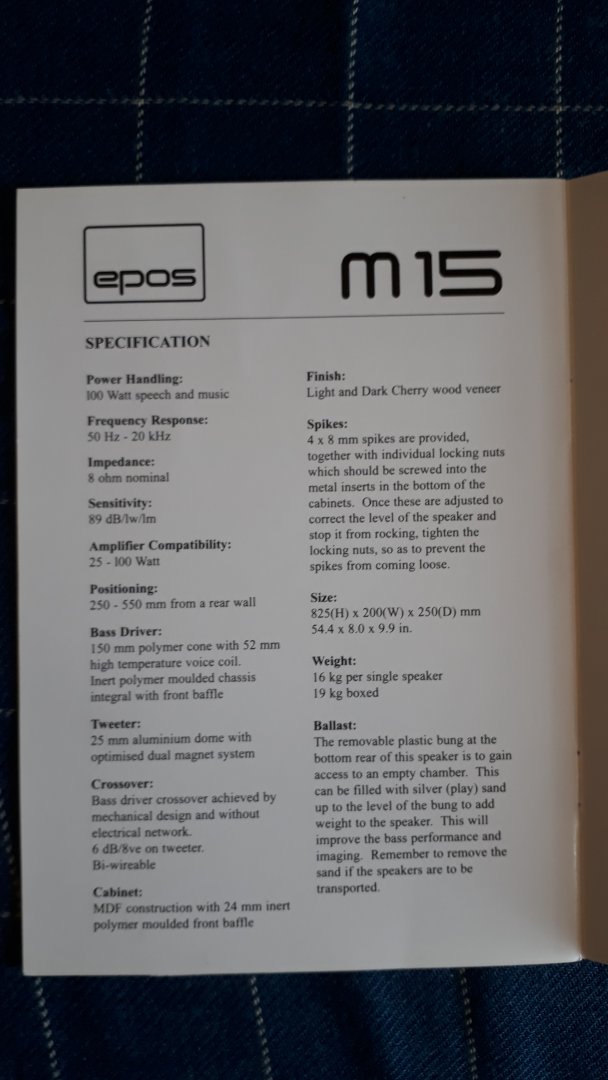 epos
m15
SPECIFICATION
Power Handling:
100 Watt speech and music
Frequency Response:
50 Hz - 20 kHz
Impedance:
8 ohm nominal
Sensitivity:
89 dB/1w/1m
Amplifier Compatibility:
25 - 100 Watt
Positioning:
250 - 550 mm from a rear wall
Bass Driver:
150 mm polymer cone with 52 mm
high temperature voice coil.
Inert polymer moulded chassis
integral with front baffle
Tweeter:
25 mm aluminium dome with
optimised dual magnet system
Crossover:
Bass driver crossover achieved by
mechanical design and without
electrical network.
6 dB/8ve on tweeter.
Bi-wireable
Cabinet:
MDF construction with 24 mm inert
polymer moulded front baffle
Finish:
Light and Dark Cherry wood veneer
Spikes:
4 x 8 mm spikes are provided,
together with individual locking nuts
which should be screwed into the
metal inserts in the bottom of the
cabinets. Once these are adjusted to
correct the level of the speaker and
stop it from rocking, tighten the
locking nuts, so as to prevent the
spikes from coming loose.
Size:
825(H) x 200(W) x 250(D) mm
54.4 x 8.0 x 9.9 in.
Weight:
16 kg per single speaker
19 kg boxed
Ballast:
The removable plastic bung at the
bottom rear of this speaker is to gain
access to an empty chamber. This
can be filled with silver (play) sand
up to the level of the bung to add
weight to the speaker. This will
improve the bass performance and
imaging. Remember to remove the
sand if the speakers are to be
transported.